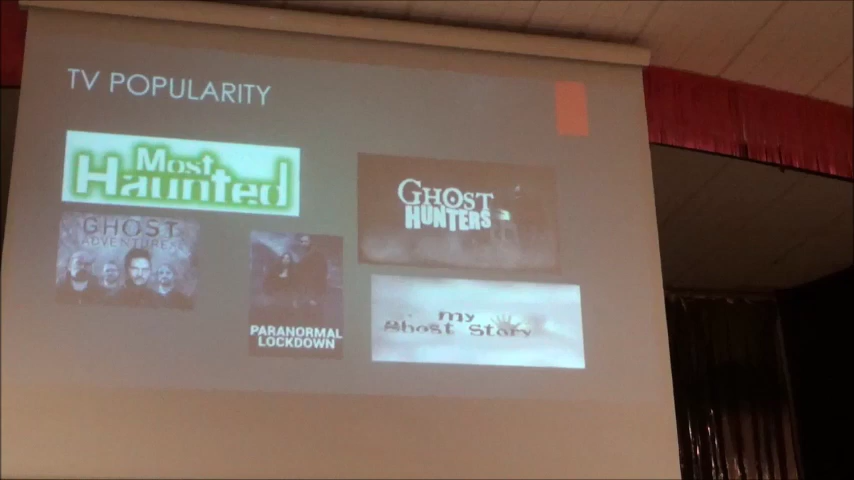 TV POPULARITY
Most
Haunted
GHOST
HUNTERS
GHOST
ADVENTURES
PARANORMAL
LOCKDOWN
my
Ghost Story